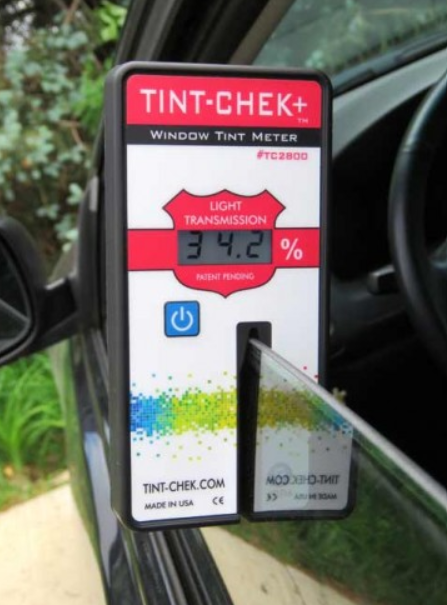 TINT-CHEK+™
WINDOW TINT METER
#TC2800
LIGHT
TRANSMISSION
34.2 %
PATENT PENDING
TINT-CHEK.COM
MADE IN USA CE